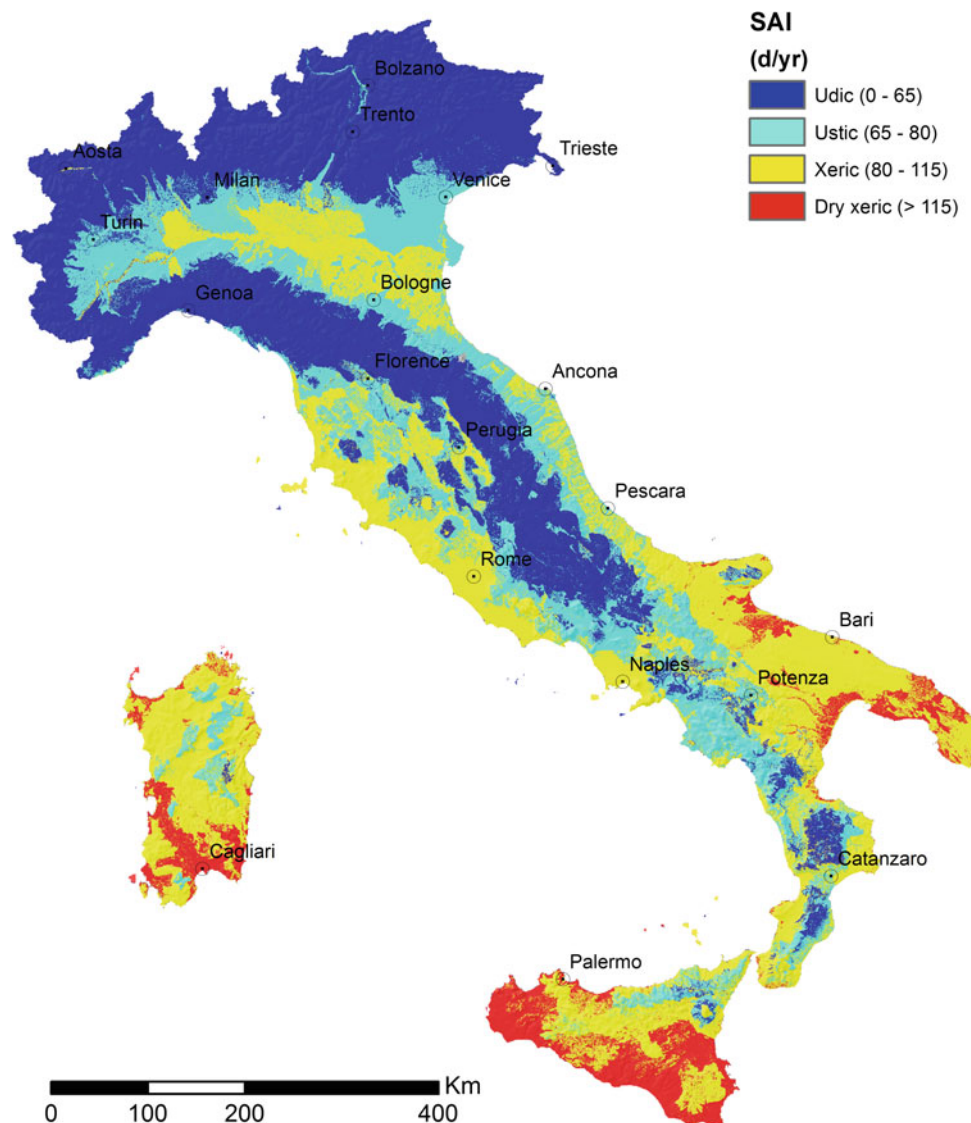 SAI
(d/yr)
Udic (0 - 65)
Ustic (65 - 80)
Xeric (80 - 115)
Dry xeric (> 115)
Bolzano
Trento
Trieste
Aosta
Milan
Venice
Turin
Bologne
Genoa
Florence
Ancona
Perugia
Pescara
Rome
Bari
Naples
Potenza
Cagliari
Catanzaro
Palermo
Km
0 100 200 400